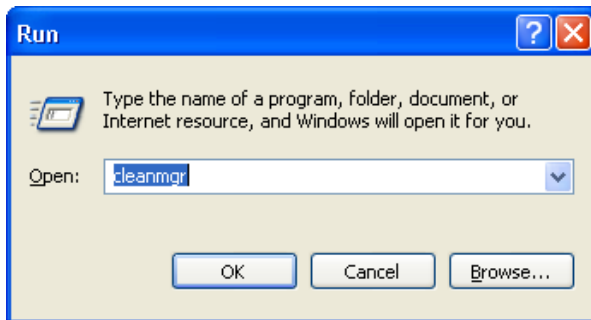 Run
Type the name of a program, folder, document, or
Internet resource, and Windows will open it for you.
Open: cleanmgr
OK Cancel Browse...